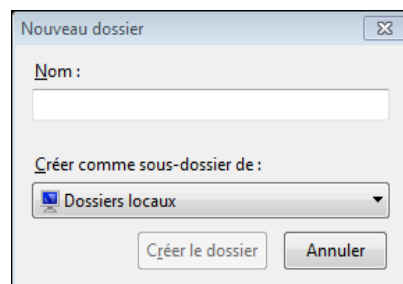 Nouveau dossier
Nom :
Créer comme sous-dossier de :
Dossiers locaux
Créer le dossier
Annuler